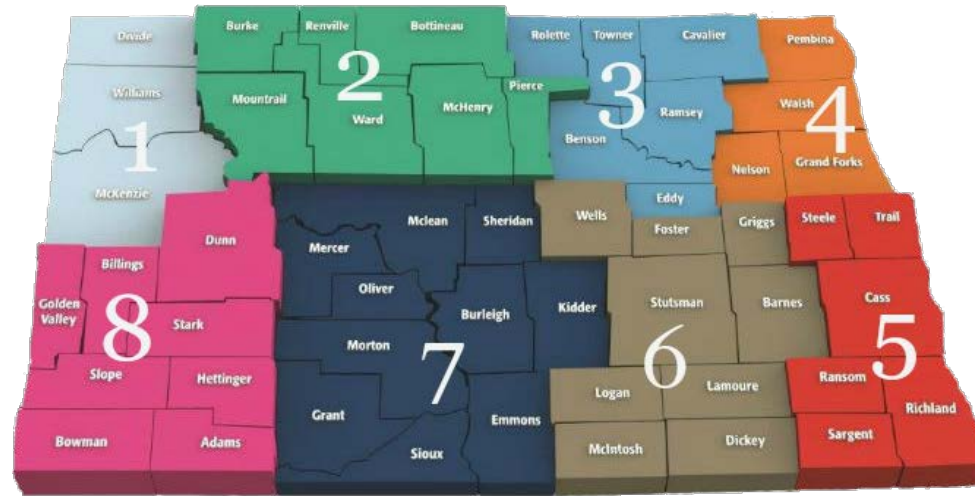 Divide
Williams
1
McKenzie
Burke
Renville
Bottineau
2
Mountrail
Ward
McHenry
Pierce
Rolette
Towner
Cavalier
3
Benson
Ramsey
Eddy
Pembina
Walsh
4
Nelson
Grand Forks
Steele
Trail
Cass
5
Ransom
Richland
Sargent
Wells
Foster
Griggs
Stutsman
Barnes
6
Logan
Lamoure
McIntosh
Dickey
Mclean
Sheridan
Mercer
Oliver
Burleigh
Kidder
Morton
7
Grant
Emmons
Sioux
Dunn
Billings
Golden
Valley
8
Stark
Slope
Hettinger
Bowman
Adams